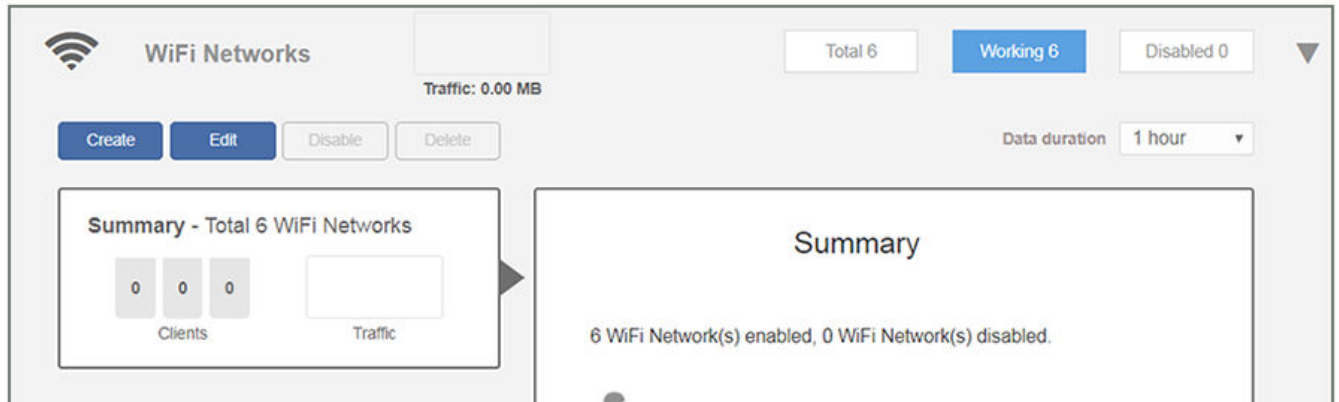 WiFi Networks
Total 6
Working 6
Disabled 0
Traffic: 0.00 MB
Create
Edit
Disable
Delete
Data duration
1 hour
Summary - Total 6 WiFi Networks
0 0 0
Clients
Traffic
Summary
6 WiFi Network(s) enabled, 0 WiFi Network(s) disabled.